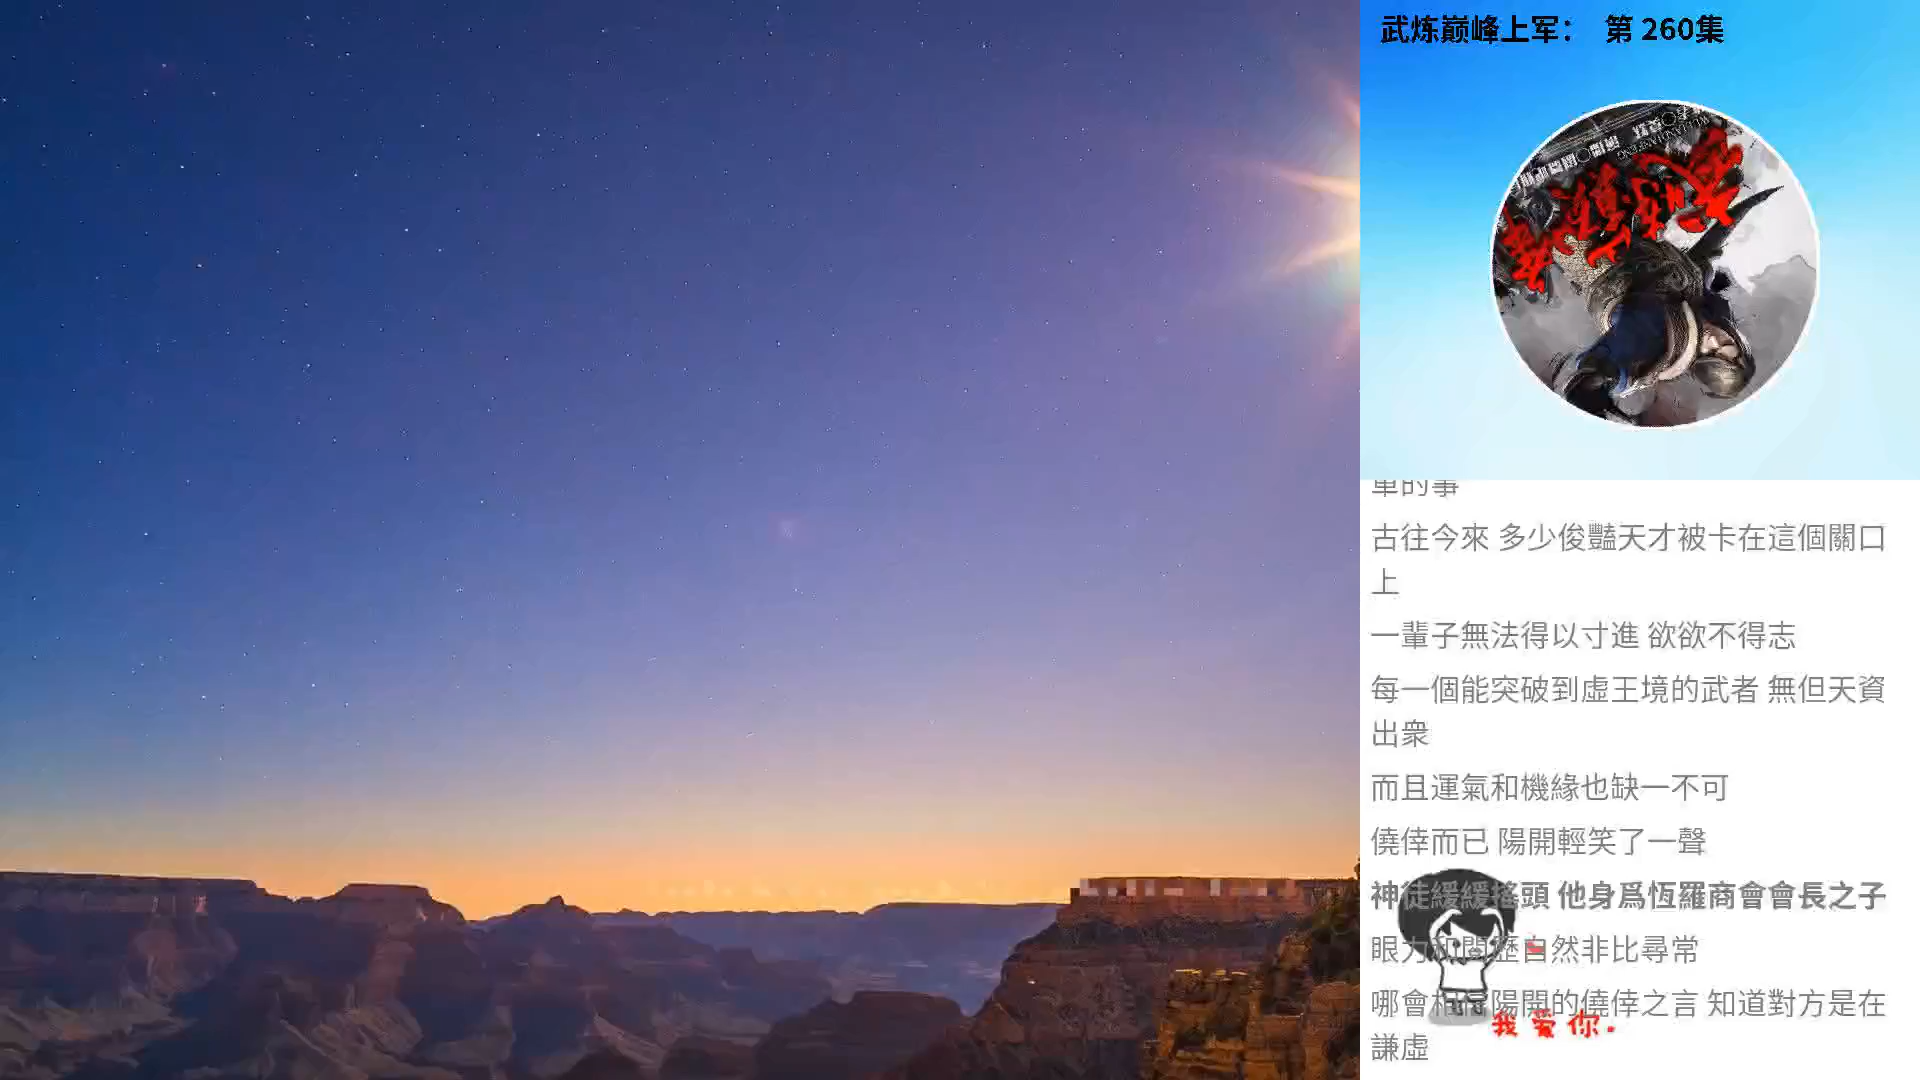 武炼巅峰上军： 第 260集
武炼巅峰
車的事
古往今來 多少俊豔天才被卡在這個關口
上
一輩子無法得以寸進 欲欲不得志
每一個能突破到虛王境的武者 無但天資
出衆
而且運氣和機緣也缺一不可
僥倖而已 陽開輕笑了一聲
神徒緩緩搖頭 他身爲恆羅商會會長之子
眼力和閱歷自然非比尋常
哪會相信陽開的僥倖之言 知道對方是在
謙虛
我爱你.